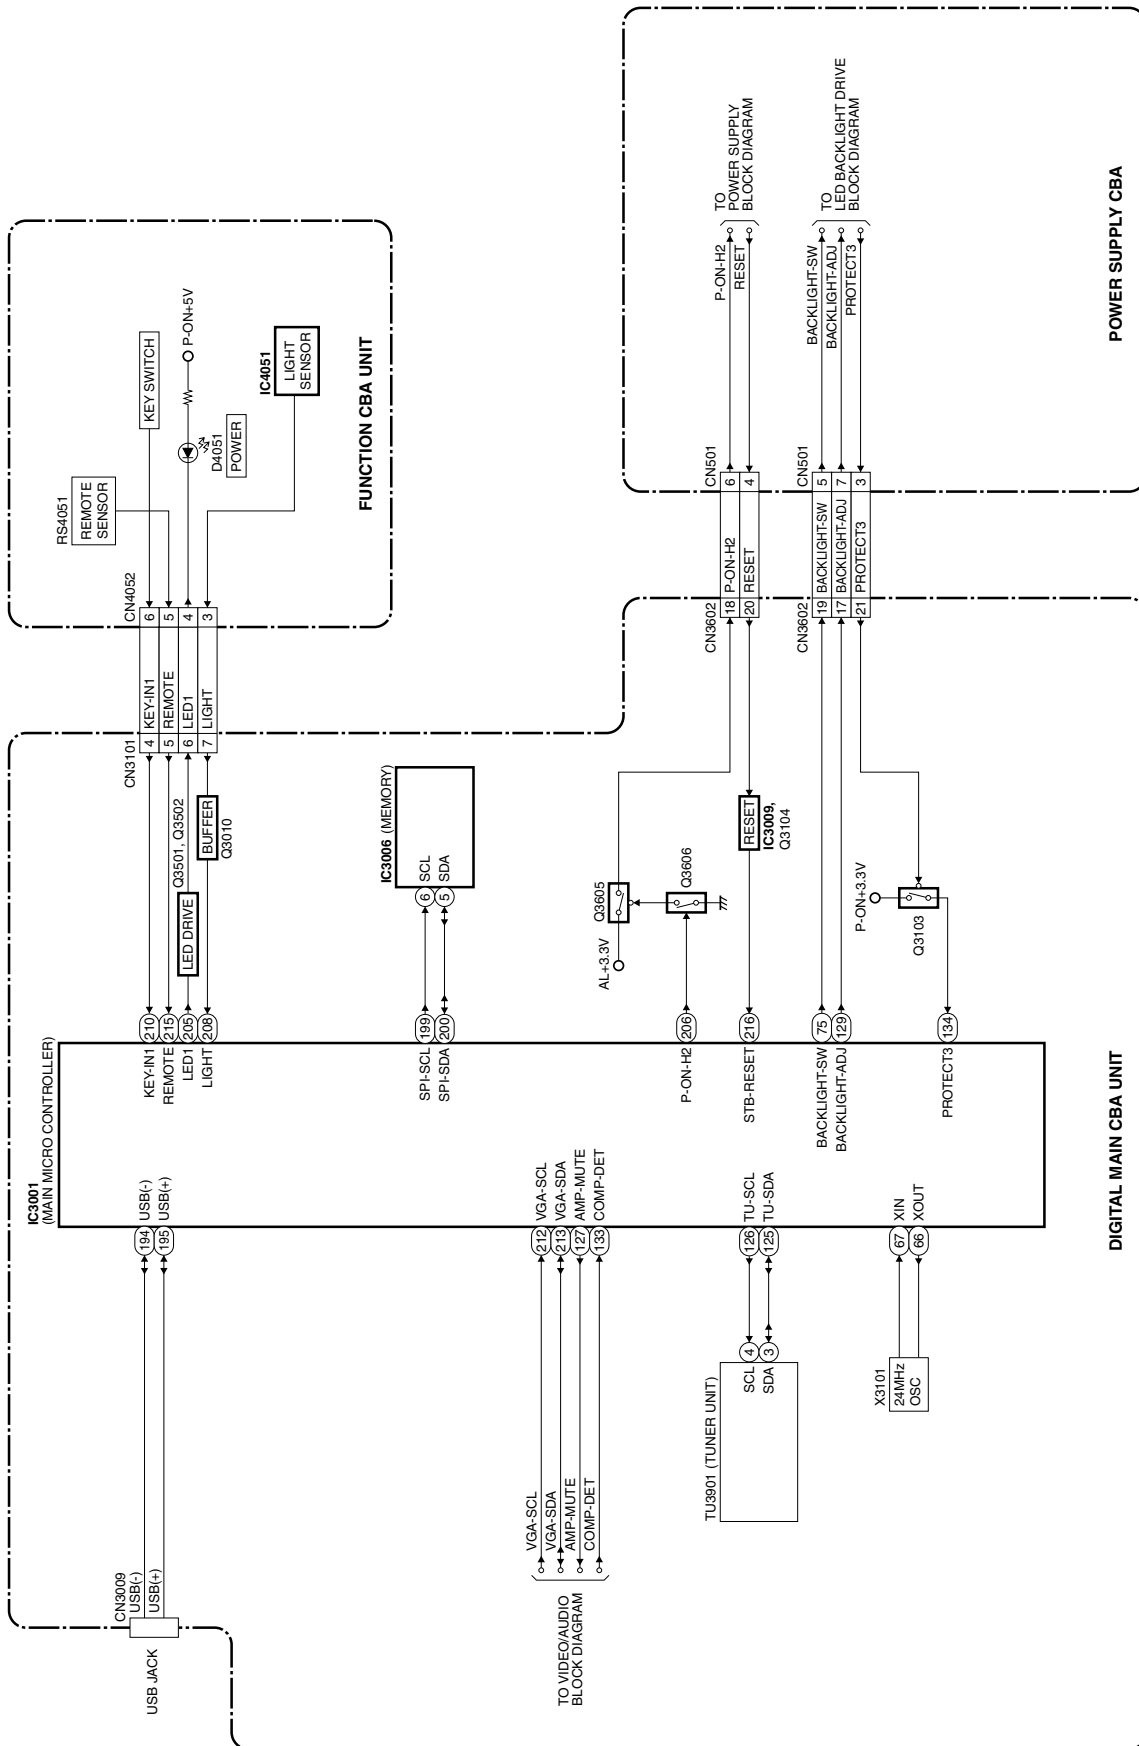 IC3001
(MAIN MICRO CONTROLLER)
194 USB(-)
195 USB(+)
CN3009
USB(-)
USB(+)
USB JACK
KEY-IN1 210
REMOTE 215
LED1 205
LIGHT 208
LED DRIVE
Q3501, Q3502
BUFFER
Q3010
CN3101
4 KEY-IN1 6
5 REMOTE 5
6 LED1 4
7 LIGHT 3
CN4052
RS4051
REMOTE
SENSOR
KEY SWITCH
D4051
POWER
P-ON+5V
IC4051
LIGHT
SENSOR
FUNCTION CBA UNIT
IC3006 (MEMORY)
6 SCL
5 SDA
SPI-SCL 199
SPI-SDA 200
TO VIDEO/AUDIO
BLOCK DIAGRAM
VGA-SCL
VGA-SDA
AMP-MUTE
COMP-DET
212 VGA-SCL
213 VGA-SDA
127 AMP-MUTE
133 COMP-DET
P-ON-H2 206
STB-RESET 216
AL+3.3V
Q3605
Q3606
RESET
IC3009,
Q3104
CN3602
18 P-ON-H2 6
20 RESET 4
CN501
P-ON-H2
RESET
TO
POWER SUPPLY
BLOCK DIAGRAM
TU3901 (TUNER UNIT)
SCL 4
SDA 3
126 TU-SCL
125 TU-SDA
BACKLIGHT-SW 75
BACKLIGHT-ADJ 129
PROTECT3 134
P-ON+3.3V
Q3103
CN3602
19 BACKLIGHT-SW 5
17 BACKLIGHT-ADJ 7
21 PROTECT3 3
CN501
BACKLIGHT-SW
BACKLIGHT-ADJ
PROTECT3
TO
LED BACKLIGHT DRIVE
BLOCK DIAGRAM
X3101
24MHz
OSC
67 XIN
66 XOUT
DIGITAL MAIN CBA UNIT
POWER SUPPLY CBA